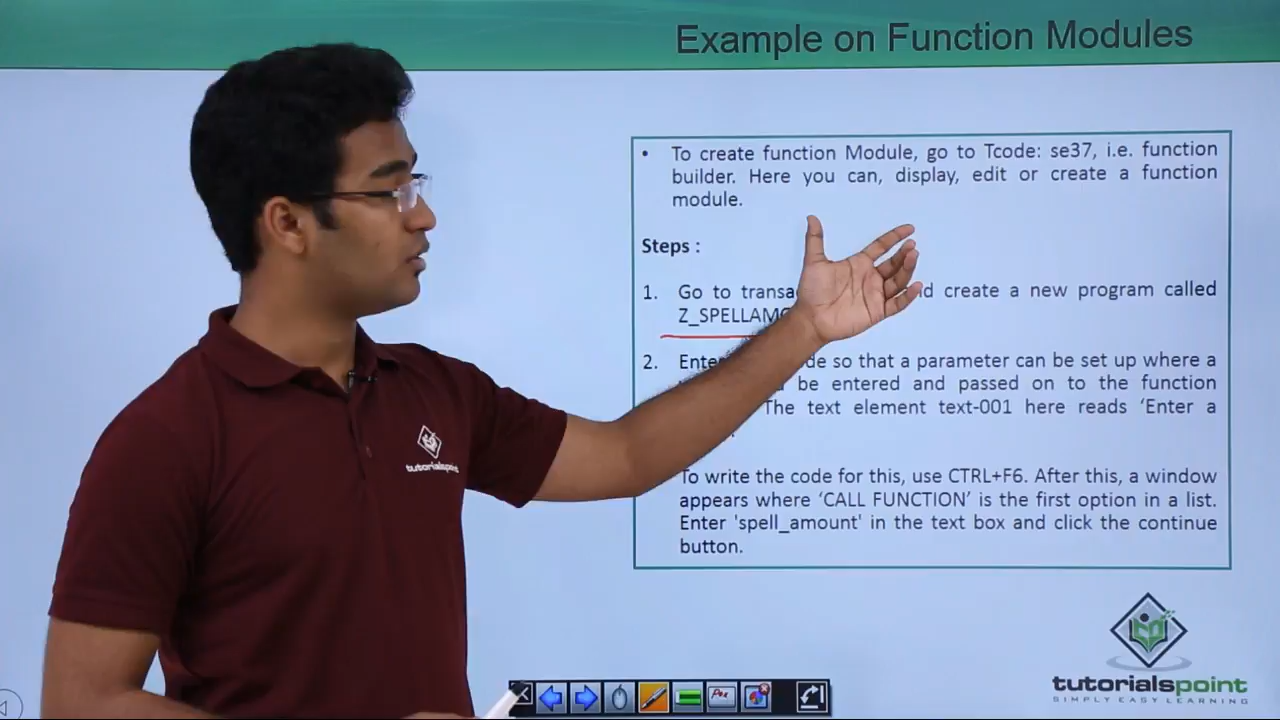 Example on Function Modules
• To create function Module, go to Tcode: se37, i.e. function
builder. Here you can, display, edit or create a function
module.
Steps :
1. Go to and create a new program called
2. so that a parameter can be set up where a
be entered and passed on to the function
The text element text-001 here reads ‘Enter a
To write the code for this, use CTRL+F6. After this, a window
appears where ‘CALL FUNCTION’ is the first option in a list.
Enter 'spell_amount' in the text box and click the continue
button.
tutorialspoint
tutorialspoint
SIMPLY EASY LEARNING